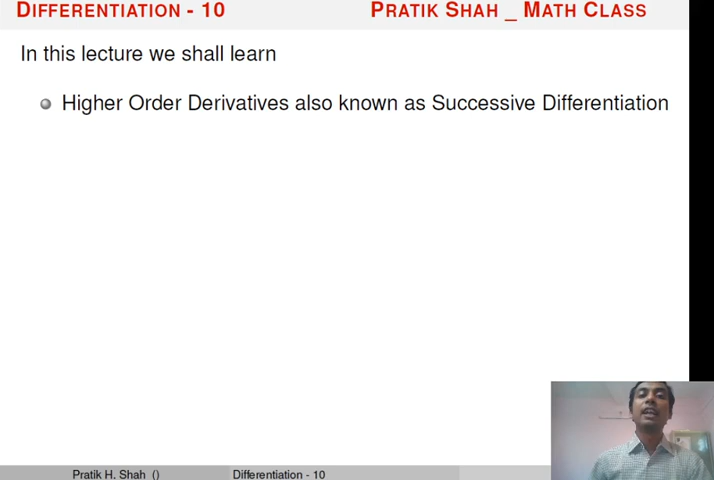 DIFFERENTIATION - 10 PRATIK SHAH _ MATH CLASS
In this lecture we shall learn
Higher Order Derivatives also known as Successive Differentiation
Pratik H. Shah () Differentiation - 10